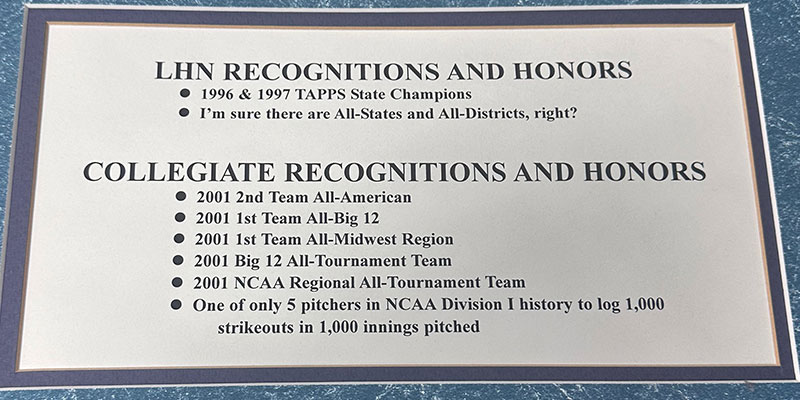 LHN RECOGNITIONS AND HONORS
● 1996 & 1997 TAPPS State Champions
● I'm sure there are All-States and All-Districts, right?
COLLEGIATE RECOGNITIONS AND HONORS
● 2001 2nd Team All-American
● 2001 1st Team All-Big 12
● 2001 1st Team All-Midwest Region
● 2001 Big 12 All-Tournament Team
● 2001 NCAA Regional All-Tournament Team
● One of only 5 pitchers in NCAA Division I history to log 1,000
strikeouts in 1,000 innings pitched